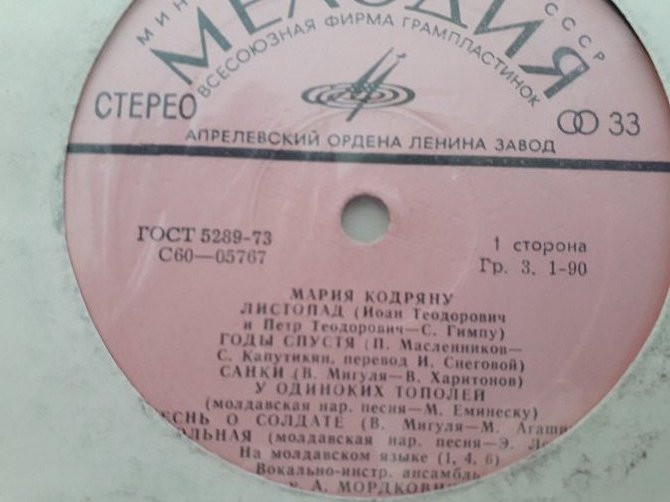 МИН СССР
МЕЛОДИЯ
ВСЕСОЮЗНАЯ ФИРМА ГРАМПЛАСТИНОК
СТЕРЕО 33
АПРЕЛЕВСКИЙ ОРДЕНА ЛЕНИНА ЗАВОД
ГОСТ 5289-73
С60—05767
1 сторона
Гр. 3. 1-90
МАРИЯ КОДРЯНУ
ЛИСТОПАД (Иоан Теодорович
и Петр Теодорович—С. Гимпу)
ГОДЫ СПУСТЯ (П. Масленников—
С. Капутикян, перевод И. Снеговой)
САНКИ (В. Мигуля—В. Харитонов)
У ОДИНОКИХ ТОПОЛЕЙ
(молдавская нар. песня—М. Еминеску)
ЕСНЬ О СОЛДАТЕ (В. Мигуля—М. Агаши
ОЛЬНАЯ (молдавская нар. песня—Э. Ло
На молдавском языке (1, 4, 6)
Вокально-инстр. ансамбль
А. МОРДКОВИ